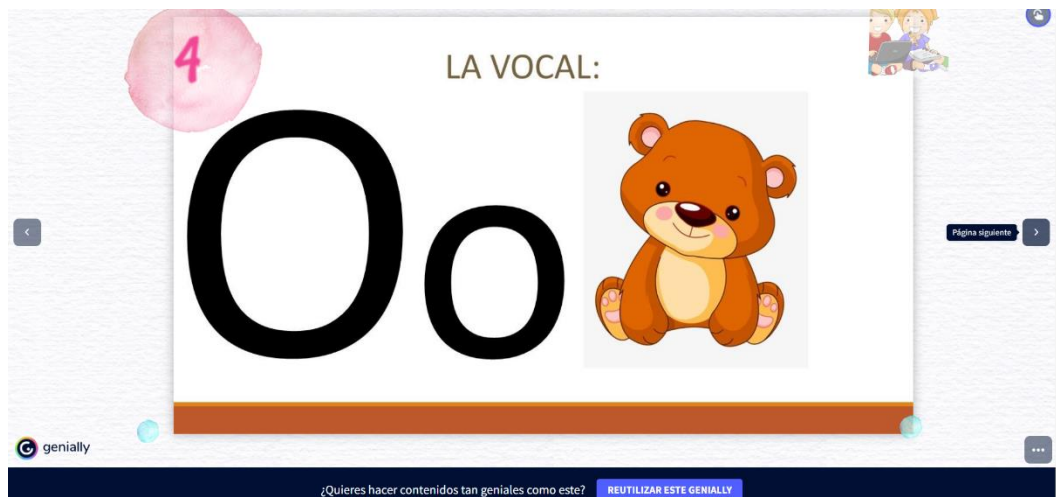 4
LA VOCAL:
Oo
Página siguiente
genially
¿Quieres hacer contenidos tan geniales como este?
REUTILIZAR ESTE GENIALLY